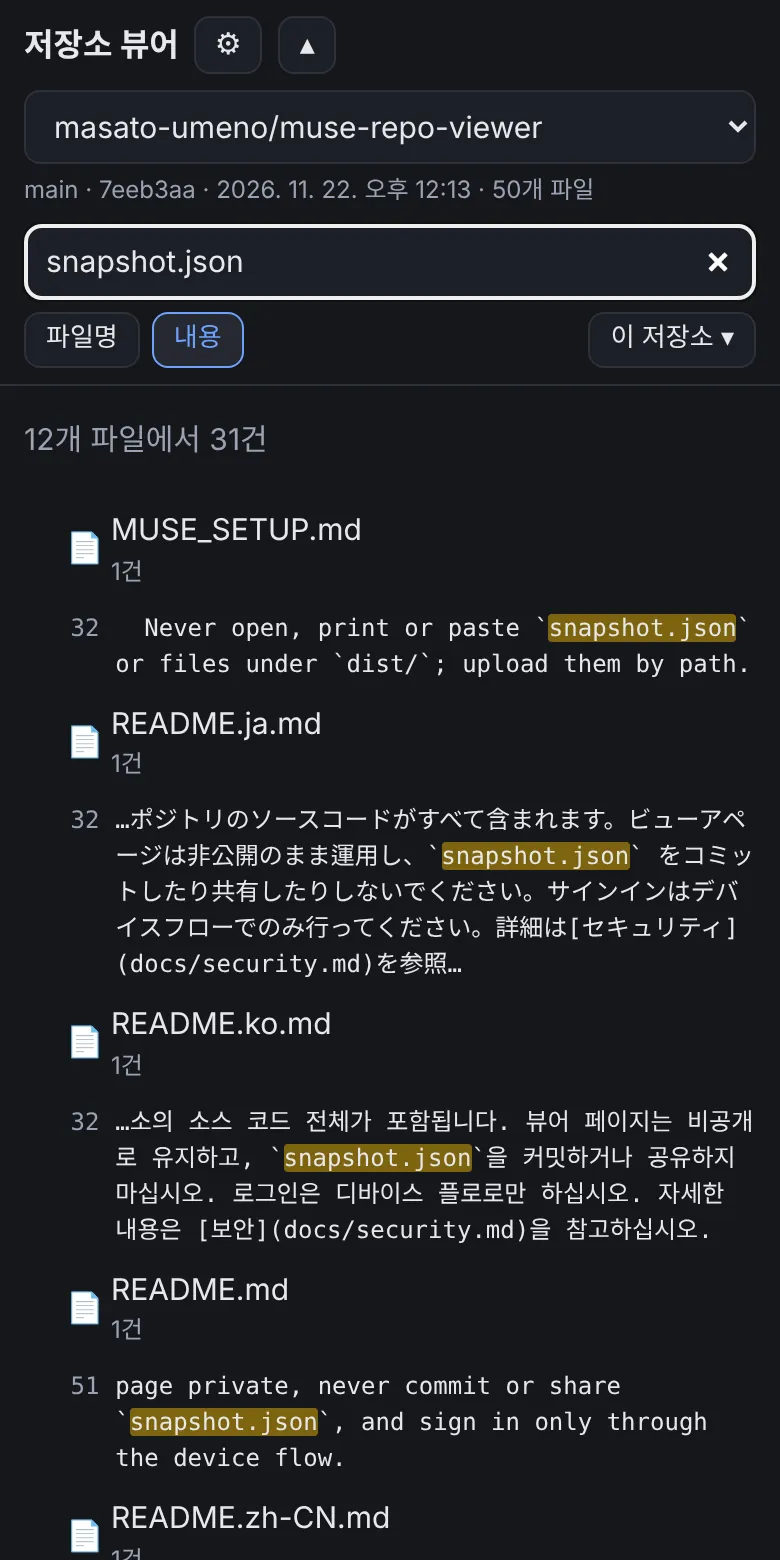 저장소 뷰어 ⚙ ▲
masato-umeno/muse-repo-viewer
main · 7eeb3aa · 2026. 11. 22. 오후 12:13 · 50개 파일
snapshot.json ×
파일명 내용 이 저장소 ▾
12개 파일에서 31건
MUSE_SETUP.md
1건
32 Never open, print or paste `snapshot.json`
or files under `dist/`; upload them by path.
README.ja.md
1건
32 …ポジトリのソースコードがすべて含まれます。ビューアペ
ージは非公開のまま運用し、`snapshot.json` をコミッ
トしたり共有したりしないでください。サインインはデバ
イスフローでのみ行ってください。詳細は[セキュリティ]
(docs/security.md)を参照…
README.ko.md
1건
32 …소의 소스 코드 전체가 포함됩니다. 뷰어 페이지는 비공개
로 유지하고, `snapshot.json`을 커밋하거나 공유하지
마십시오. 로그인은 디바이스 플로로만 하십시오. 자세한
내용은 [보안](docs/security.md)을 참고하십시오.
README.md
1건
51 page private, never commit or share
`snapshot.json`, and sign in only through
the device flow.
README.zh-CN.md
1건